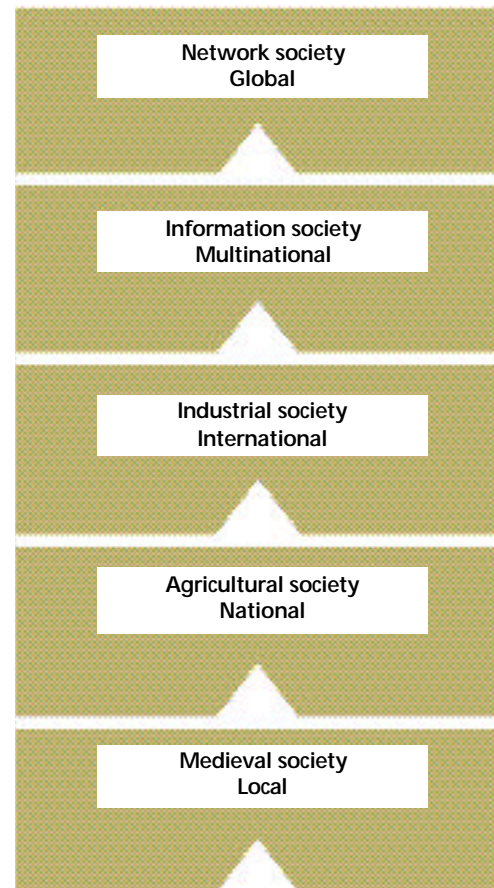 Network society
Global
Information society
Multinational
Industrial society
International
Agricultural society
National
Medieval society
Local